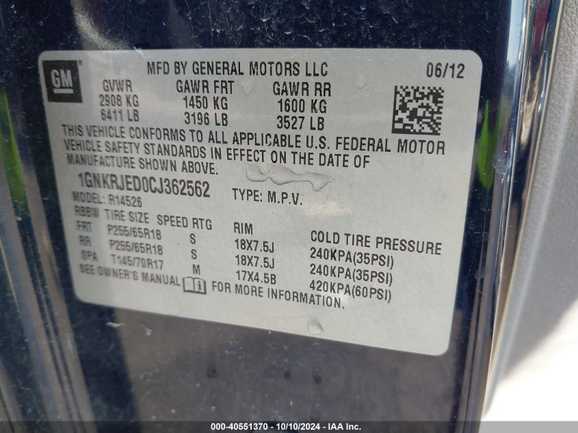 GM
MFD BY GENERAL MOTORS LLC 06/12
GVWR GAWR FRT GAWR RR
2908 KG 1450 KG 1600 KG
6411 LB 3196 LB 3527 LB
THIS VEHICLE CONFORMS TO ALL APPLICABLE U.S. FEDERAL MOTOR
VEHICLE SAFETY STANDARDS IN EFFECT ON THE DATE OF
MANUFACTURE SHOWN ABOVE.
1GNKRJED0CJ362562 TYPE: M.P.V.
MODEL: R14526
RBBW TIRE SIZE SPEED RTG RIM COLD TIRE PRESSURE
FRT P255/65R18 S 18X7.5J 240KPA(35PSI)
RR P255/65R18 S 18X7.5J 240KPA(35PSI)
SPA T145/70R17 M 17X4.5B 420KPA(60PSI)
SEE OWNER'S MANUAL FOR MORE INFORMATION.
000-40551370 - 10/10/2024 - IAA Inc.